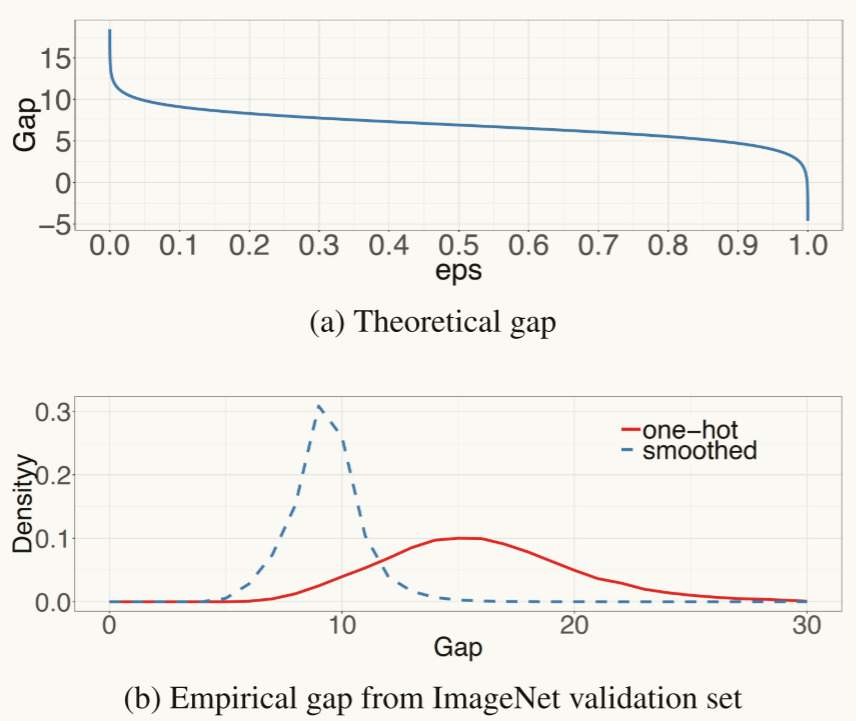 Gap
15
10
5
0
−5
0.0 0.1 0.2 0.3 0.4 0.5 0.6 0.7 0.8 0.9 1.0
eps
(a) Theoretical gap
Densityy
0.3
0.2
0.1
0.0
one−hot
smoothed
0 10 20 30
Gap
(b) Empirical gap from ImageNet validation set